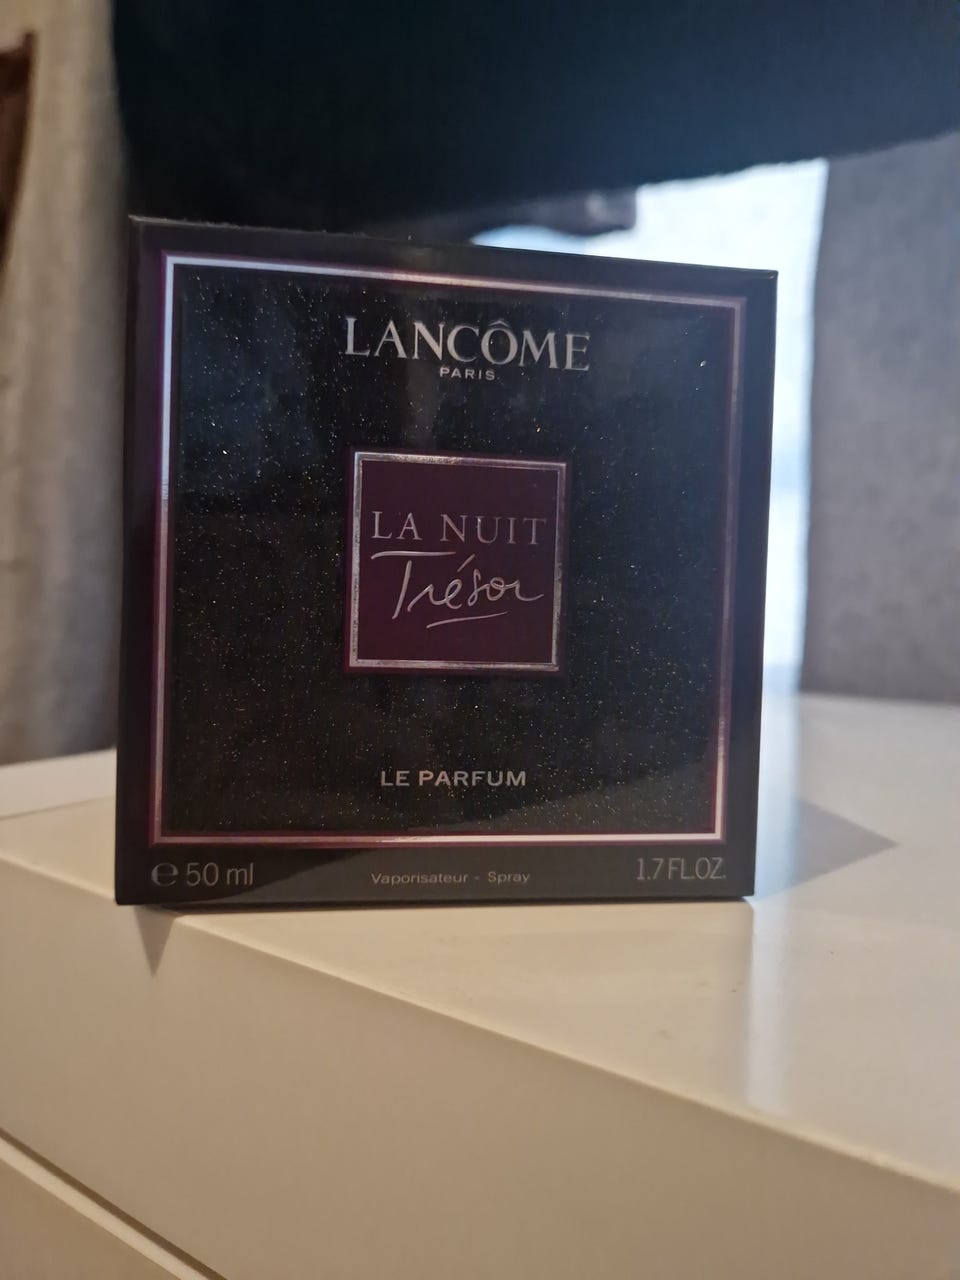 LANCÔME
PARIS
LA NUIT
Trésor
LE PARFUM
℮ 50 ml Vaporisateur - Spray 1.7 FL.OZ.